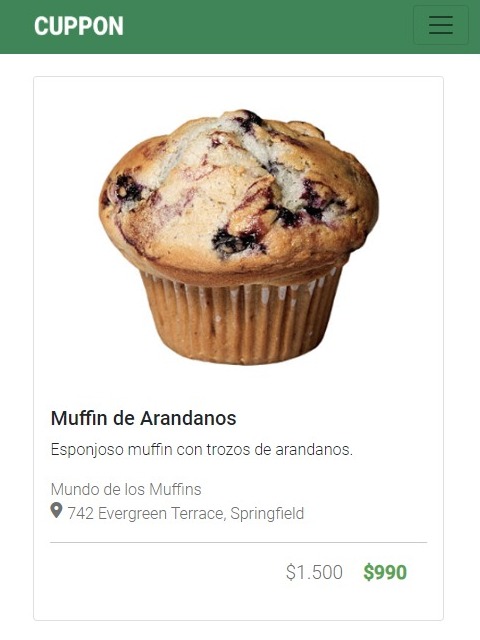 CUPPON
Muffin de Arandanos
Esponjoso muffin con trozos de arandanos.
Mundo de los Muffins
742 Evergreen Terrace, Springfield
$1.500 $990